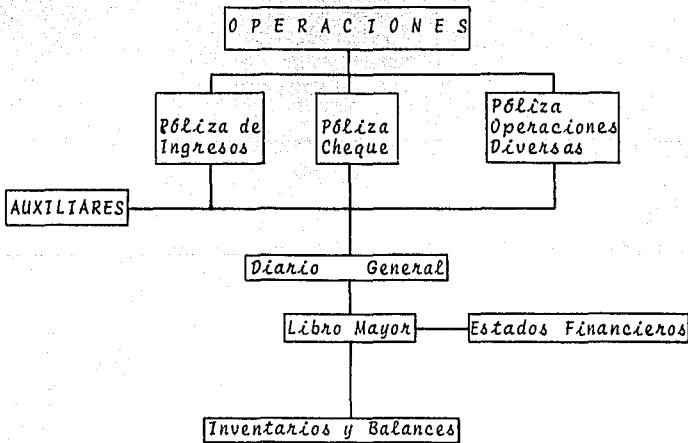 O P E R A C I O N E S
Póliza de
Ingresos
Póliza
Cheque
Póliza
Operaciones
Diversas
AUXILIARES
Diario General
Libro Mayor
Estados Financieros
Inventarios y Balances